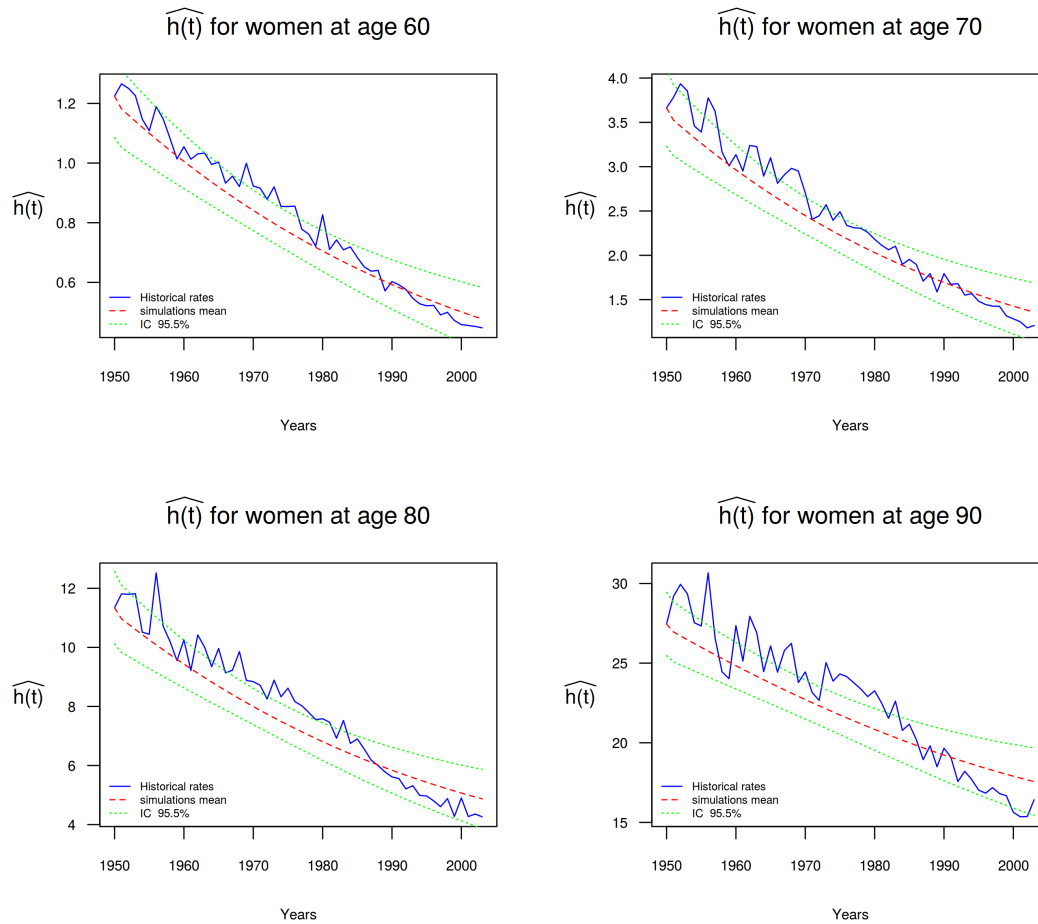 h(t) for women at age 60
h(t)
1.2
1.0
0.8
0.6
Historical rates
simulations mean
IC 95.5%
1950 1960 1970 1980 1990 2000
Years
h(t) for women at age 70
h(t)
4.0
3.5
3.0
2.5
2.0
1.5
Historical rates
simulations mean
IC 95.5%
1950 1960 1970 1980 1990 2000
Years
h(t) for women at age 80
h(t)
12
10
8
6
4
Historical rates
simulations mean
IC 95.5%
1950 1960 1970 1980 1990 2000
Years
h(t) for women at age 90
h(t)
30
25
20
15
Historical rates
simulations mean
IC 95.5%
1950 1960 1970 1980 1990 2000
Years